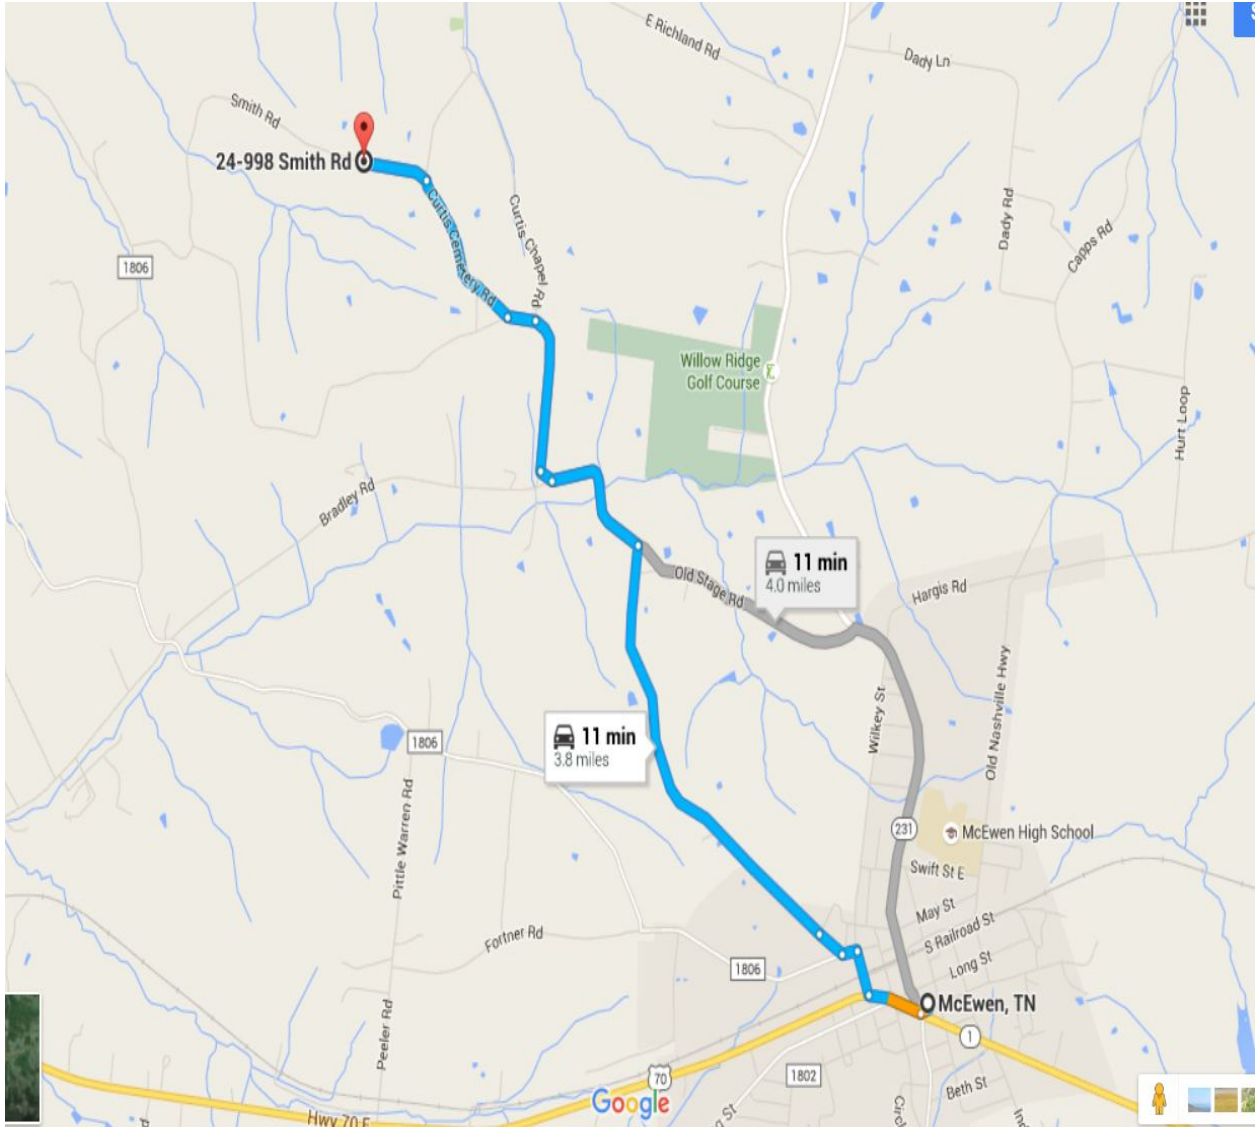 E Richland Rd
Dady Ln
Smith Rd
24-998 Smith Rd
Curtis Cemetery Rd
Curtis Chapel Rd
Dady Rd
Capps Rd
1806
Willow Ridge
Golf Course
Hurt Loop
Bradley Rd
11 min
4.0 miles
Old Stage Rd
Hargis Rd
Old Nashville Hwy
Wilkey St
11 min
3.8 miles
1806
Pittle Warren Rd
231
McEwen High School
Swift St E
May St
S Railroad St
Fortner Rd
Long St
1806
McEwen, TN
Peeler Rd
1
70
1802
Beth St
Google
Hwy 70 E
g St
Circl